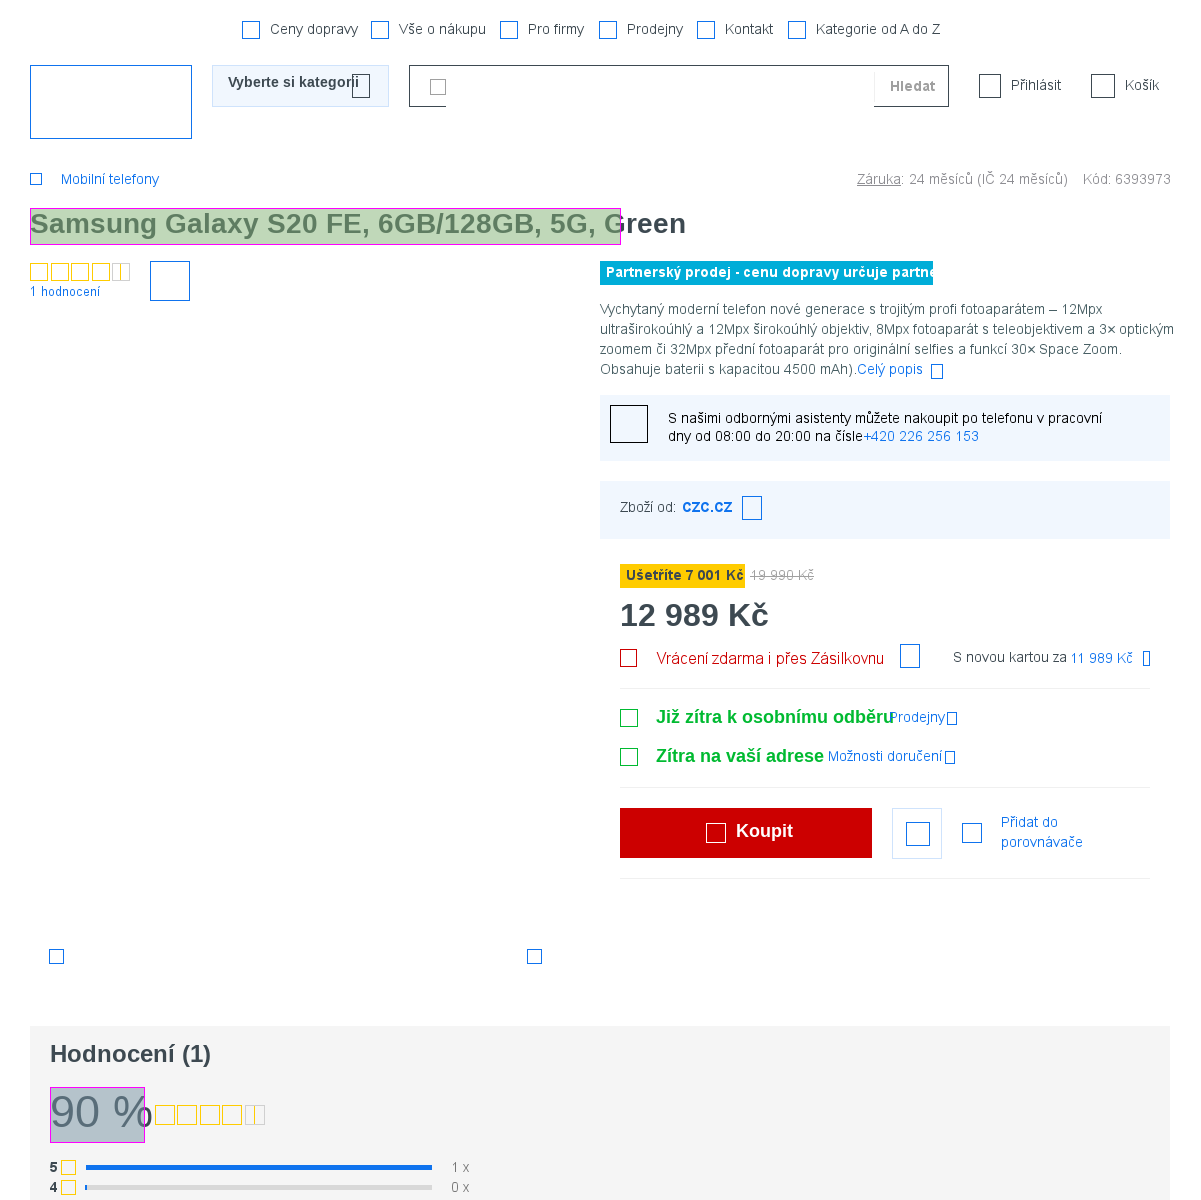 Ceny dopravy Vše o nákupu Pro firmy Prodejny Kontakt Kategorie od A do Z
Vyberte si kategorii Hledat Přihlásit Košík
Mobilní telefony Záruka: 24 měsíců (IČ 24 měsíců) Kód: 6393973
Samsung Galaxy S20 FE, 6GB/128GB, 5G, Green
1 hodnocení
Partnerský prodej - cenu dopravy určuje partne
Vychytaný moderní telefon nové generace s trojitým profi fotoaparátem – 12Mpx
ultraširokoúhlý a 12Mpx širokoúhlý objektiv, 8Mpx fotoaparát s teleobjektivem a 3× optickým
zoomem či 32Mpx přední fotoaparát pro originální selfies a funkcí 30× Space Zoom.
Obsahuje baterii s kapacitou 4500 mAh).Celý popis
S našimi odbornými asistenty můžete nakoupit po telefonu v pracovní
dny od 08:00 do 20:00 na čísle+420 226 256 153
Zboží od: CZC.CZ
Ušetříte 7 001 Kč 19 990 Kč
12 989 Kč
Vrácení zdarma i přes Zásilkovnu S novou kartou za 11 989 Kč
Již zítra k osobnímu odběru Prodejny
Zítra na vaší adrese Možnosti doručení
Koupit
Přidat do
porovnávače
Hodnocení (1)
90 %
5 1 x
4 0 x